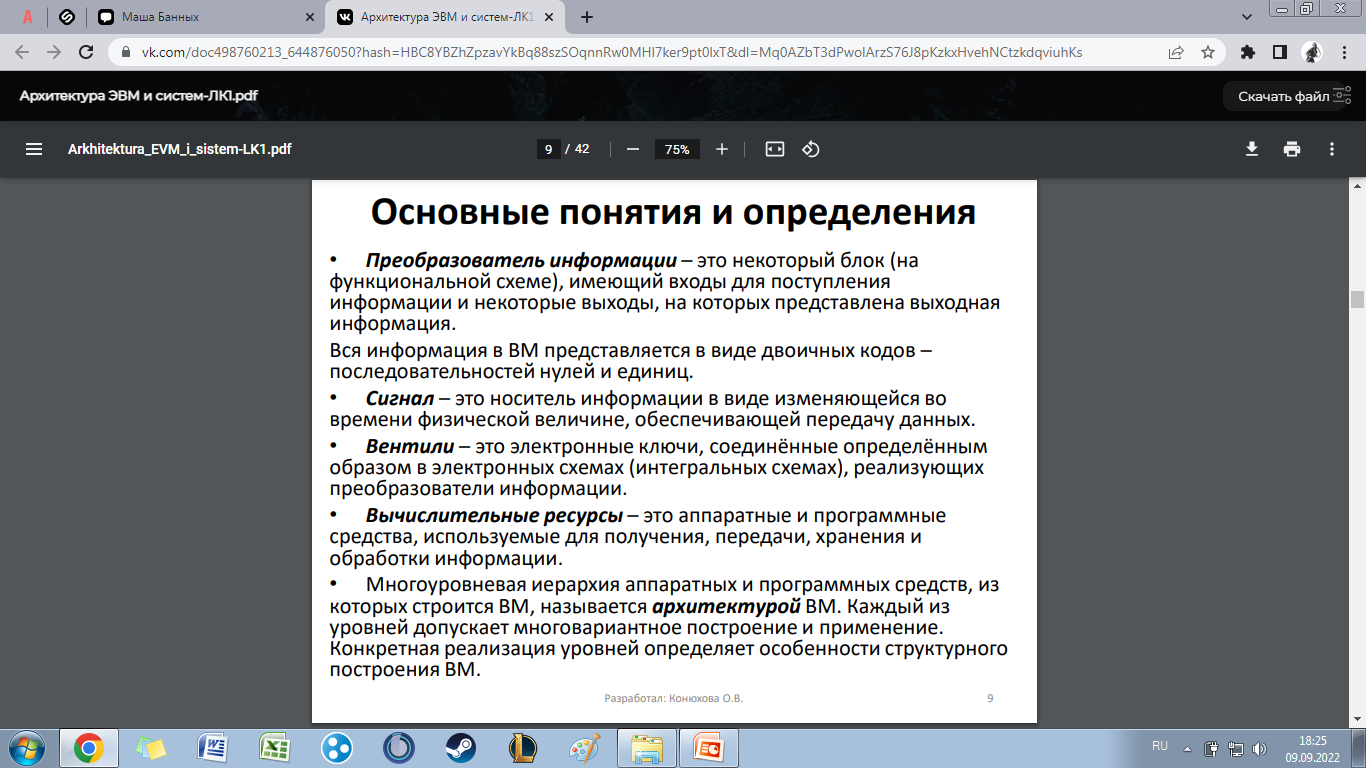 Маша Банных
Архитектура ЭВМ и систем-ЛК1
vk.com/doc498760213_644876050?hash=HBC8YBZhZpzavYkBq88szSOqnnRw0MHI7ker9pt0IxT&dl=Mq0AZbT3dPwoIArzS76J8pKzkxHvehNCtzkdqviuhKs
Архитектура ЭВМ и систем-ЛК1.pdf
Скачать файл
Arkhitektura_EVM_i_sistem-LK1.pdf
9 / 42
75%
Основные понятия и определения
• Преобразователь информации – это некоторый блок (на
функциональной схеме), имеющий входы для поступления
информации и некоторые выходы, на которых представлена выходная
информация.
Вся информация в ВМ представляется в виде двоичных кодов –
последовательностей нулей и единиц.
• Сигнал – это носитель информации в виде изменяющейся во
времени физической величине, обеспечивающей передачу данных.
• Вентили – это электронные ключи, соединённые определённым
образом в электронных схемах (интегральных схемах), реализующих
преобразователи информации.
• Вычислительные ресурсы – это аппаратные и программные
средства, используемые для получения, передачи, хранения и
обработки информации.
• Многоуровневая иерархия аппаратных и программных средств, из
которых строится ВМ, называется архитектурой ВМ. Каждый из
уровней допускает многовариантное построение и применение.
Конкретная реализация уровней определяет особенности структурного
построения ВМ.
Разработал: Конюхова О.В.
9
RU
18:25
09.09.2022